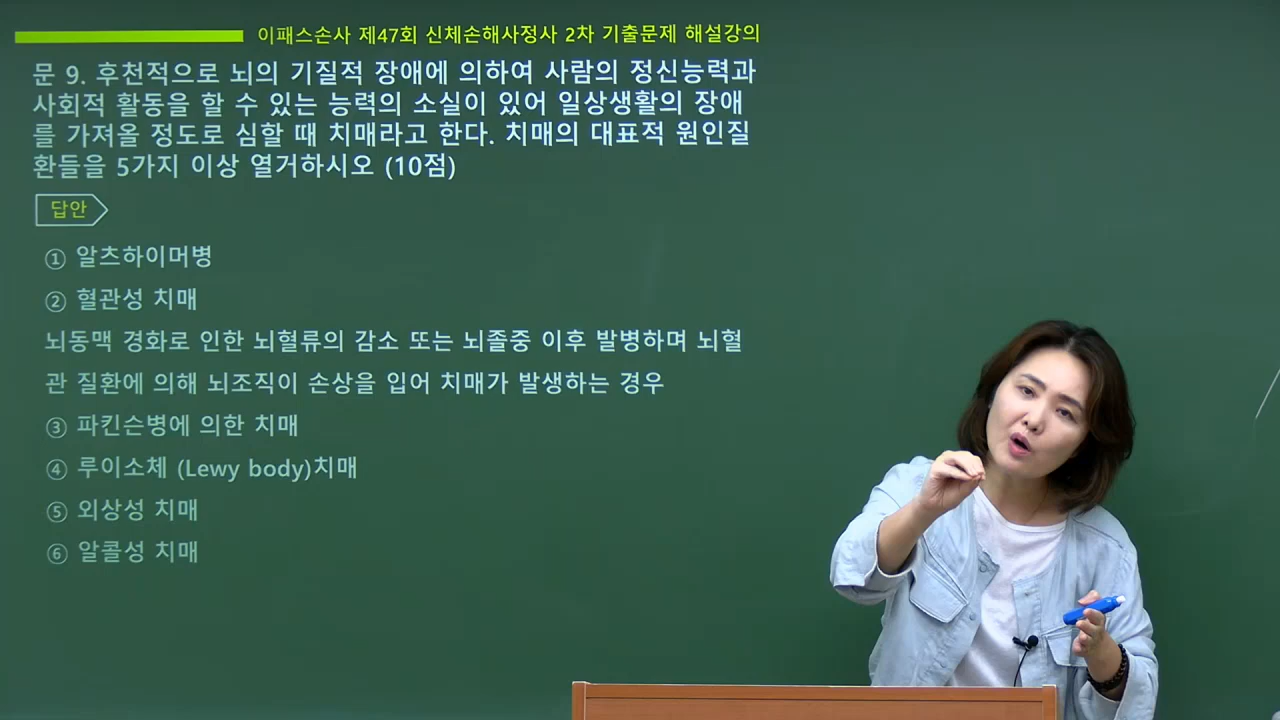 이패스손사 제47회 신체손해사정사 2차 기출문제 해설강의
문 9. 후천적으로 뇌의 기질적 장애에 의하여 사람의 정신능력과
사회적 활동을 할 수 있는 능력의 소실이 있어 일상생활의 장애
를 가져올 정도로 심할 때 치매라고 한다. 치매의 대표적 원인질
환들을 5가지 이상 열거하시오 (10점)
답안
① 알츠하이머병
② 혈관성 치매
뇌동맥 경화로 인한 뇌혈류의 감소 또는 뇌졸중 이후 발병하며 뇌혈
관 질환에 의해 뇌조직이 손상을 입어 치매가 발생하는 경우
③ 파킨슨병에 의한 치매
④ 루이소체 (Lewy body)치매
⑤ 외상성 치매
⑥ 알콜성 치매